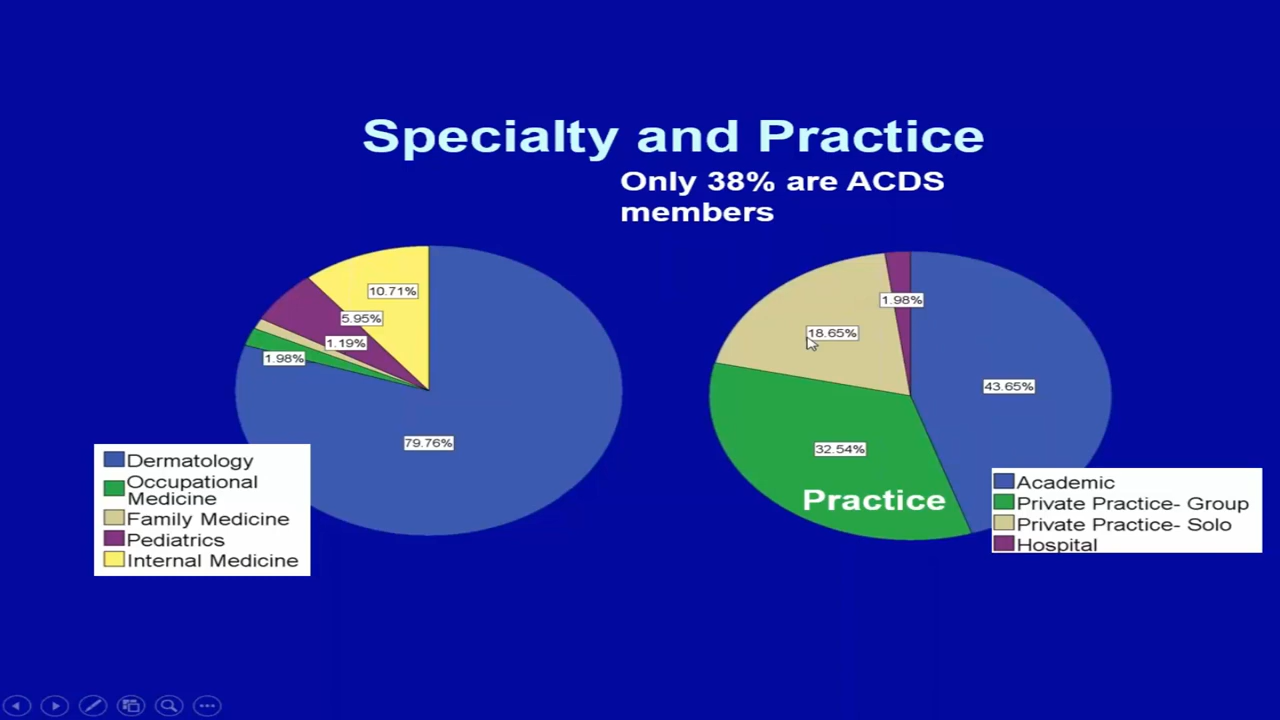 Specialty and Practice
Only 38% are ACDS
members
10.71%
5.95%
1.19%
1.98%
79.76%
Dermatology
Occupational
Medicine
Family Medicine
Pediatrics
Internal Medicine
1.98%
18.65%
43.65%
32.54%
Practice
Academic
Private Practice- Group
Private Practice- Solo
Hospital